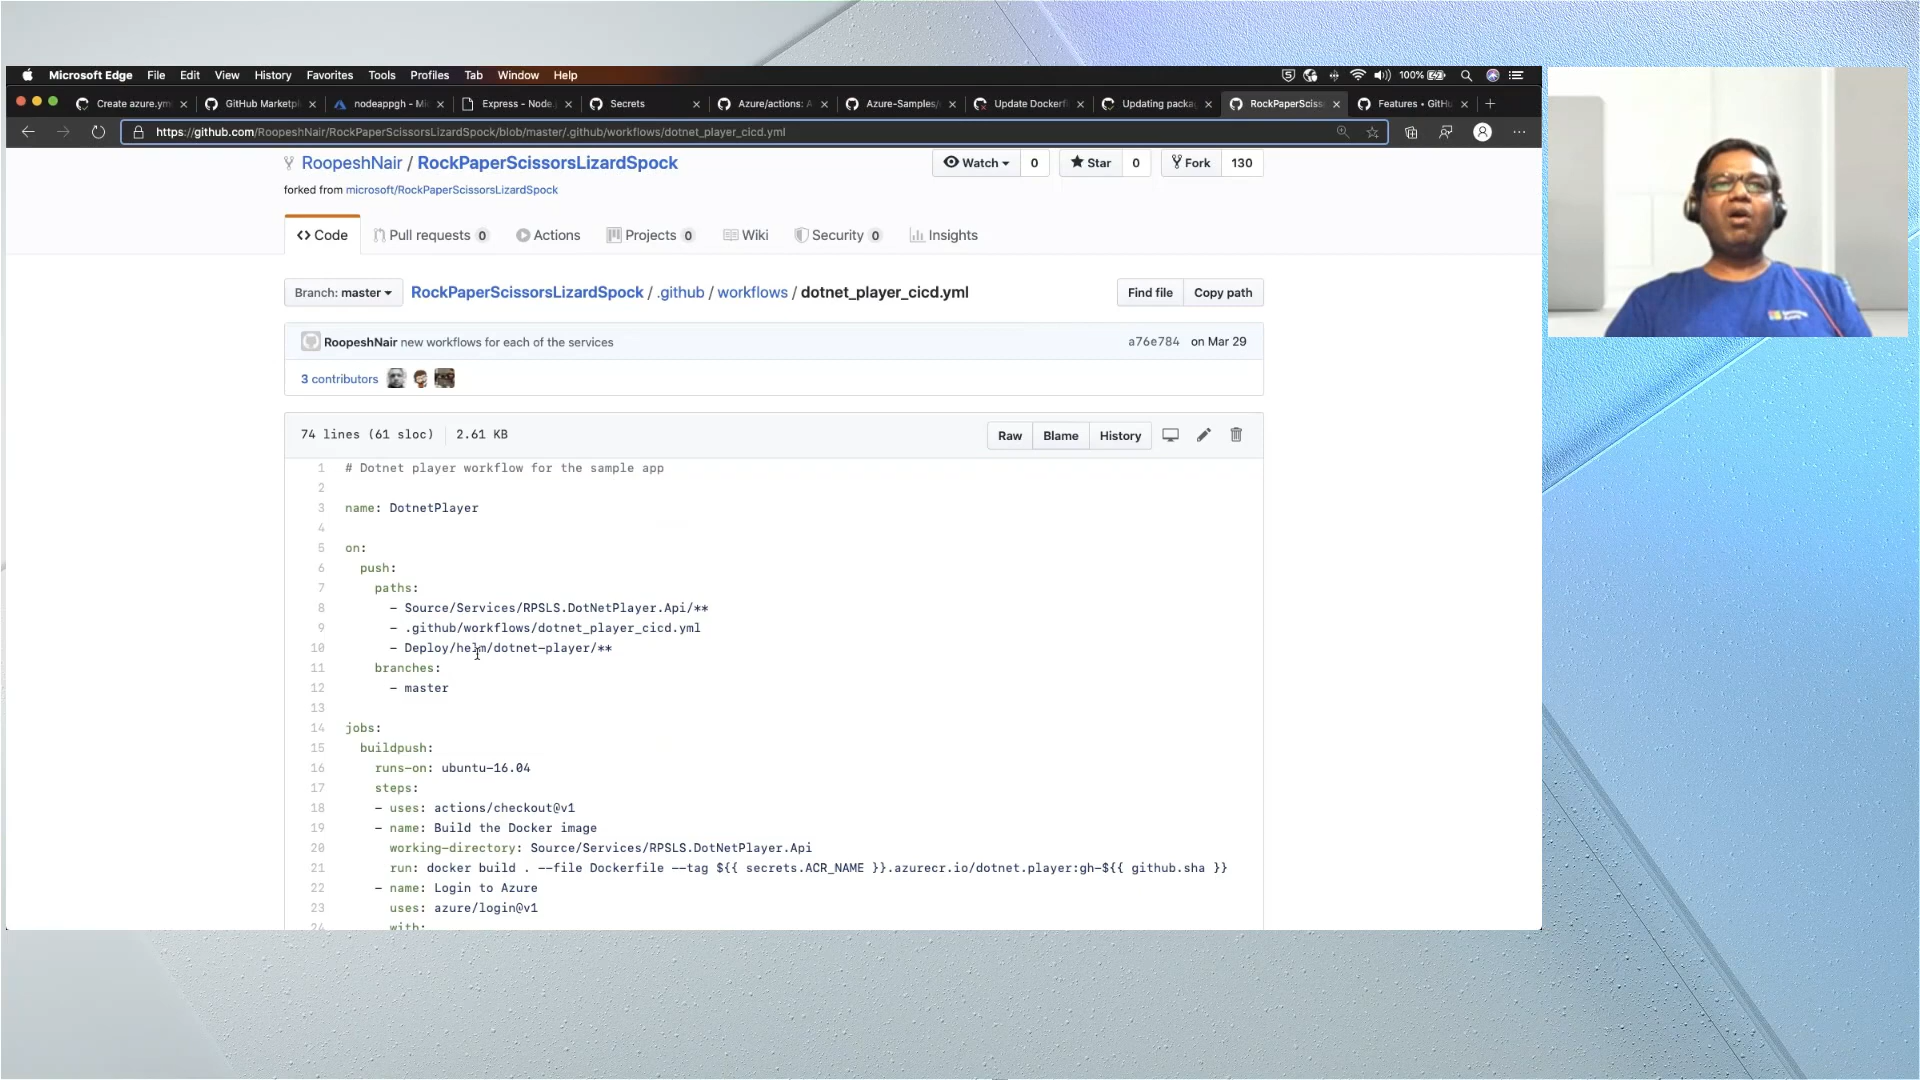 Microsoft Edge File Edit View History Favorites Tools Profiles Tab Window Help 100%
Create azure.ym GitHub Marketpl nodeappgh - Mi Express - Node. Secrets Azure/actions: A Azure-Samples/ Update Dockerfi Updating packa RockPaperSciss Features • GitHu
https://github.com/RoopeshNair/RockPaperScissorsLizardSpock/blob/master/.github/workflows/dotnet_player_cicd.yml
RoopeshNair / RockPaperScissorsLizardSpock Watch 0 Star 0 Fork 130
forked from microsoft/RockPaperScissorsLizardSpock
<> Code Pull requests 0 Actions Projects 0 Wiki Security 0 Insights
Branch: master RockPaperScissorsLizardSpock / .github / workflows / dotnet_player_cicd.yml Find file Copy path
RoopeshNair new workflows for each of the services a76e784 on Mar 29
3 contributors
74 lines (61 sloc) 2.61 KB Raw Blame History
1 # Dotnet player workflow for the sample app
2
3 name: DotnetPlayer
4
5 on:
6 push:
7 paths:
8 - Source/Services/RPSLS.DotNetPlayer.Api/**
9 - .github/workflows/dotnet_player_cicd.yml
10 - Deploy/helm/dotnet-player/**
11 branches:
12 - master
13
14 jobs:
15 buildpush:
16 runs-on: ubuntu-16.04
17 steps:
18 - uses: actions/checkout@v1
19 - name: Build the Docker image
20 working-directory: Source/Services/RPSLS.DotNetPlayer.Api
21 run: docker build . --file Dockerfile --tag ${{ secrets.ACR_NAME }}.azurecr.io/dotnet.player:gh-${{ github.sha }}
22 - name: Login to Azure
23 uses: azure/login@v1
24 with: